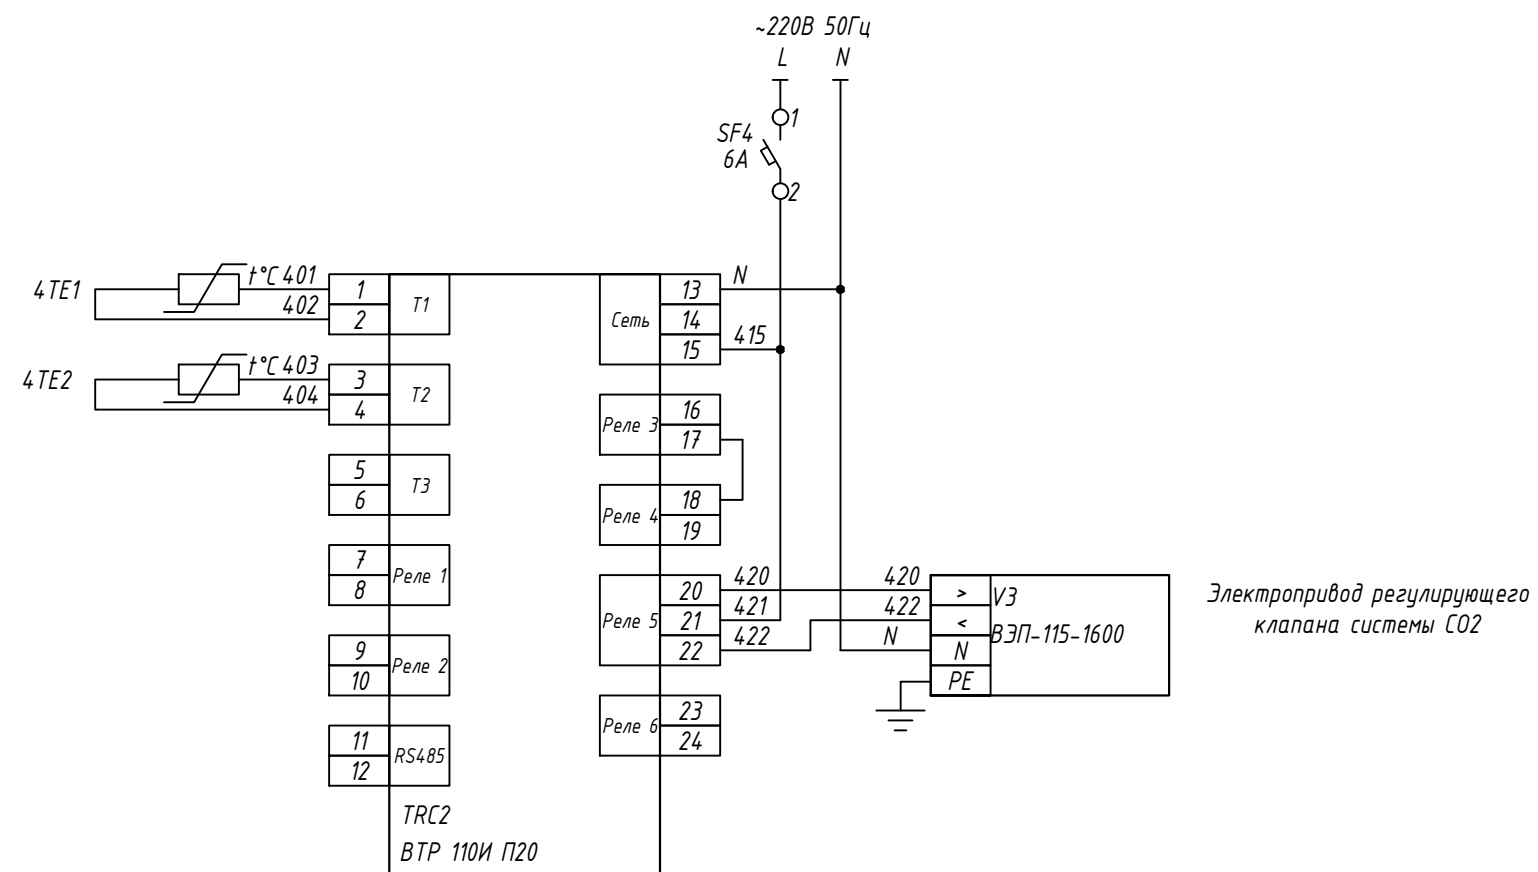 ~220В 50Гц
L N
1
SF4
6А
2
4TE1 t°C 401
402
1
2
T1
4TE2 t°C 403
404
3
4
T2
5
6
T3
7
8
Реле 1
9
10
Реле 2
11
12
RS485
TRC2
ВТР 110И П20
Сеть
13 N
14
15 415
Реле 3
16
17
Реле 4
18
19
Реле 5
20 420
21 421
22 422
Реле 6
23
24
420 >
422 <
N N
PE
V3
ВЭП-115-1600
Электропривод регулирующего
клапана системы СО2